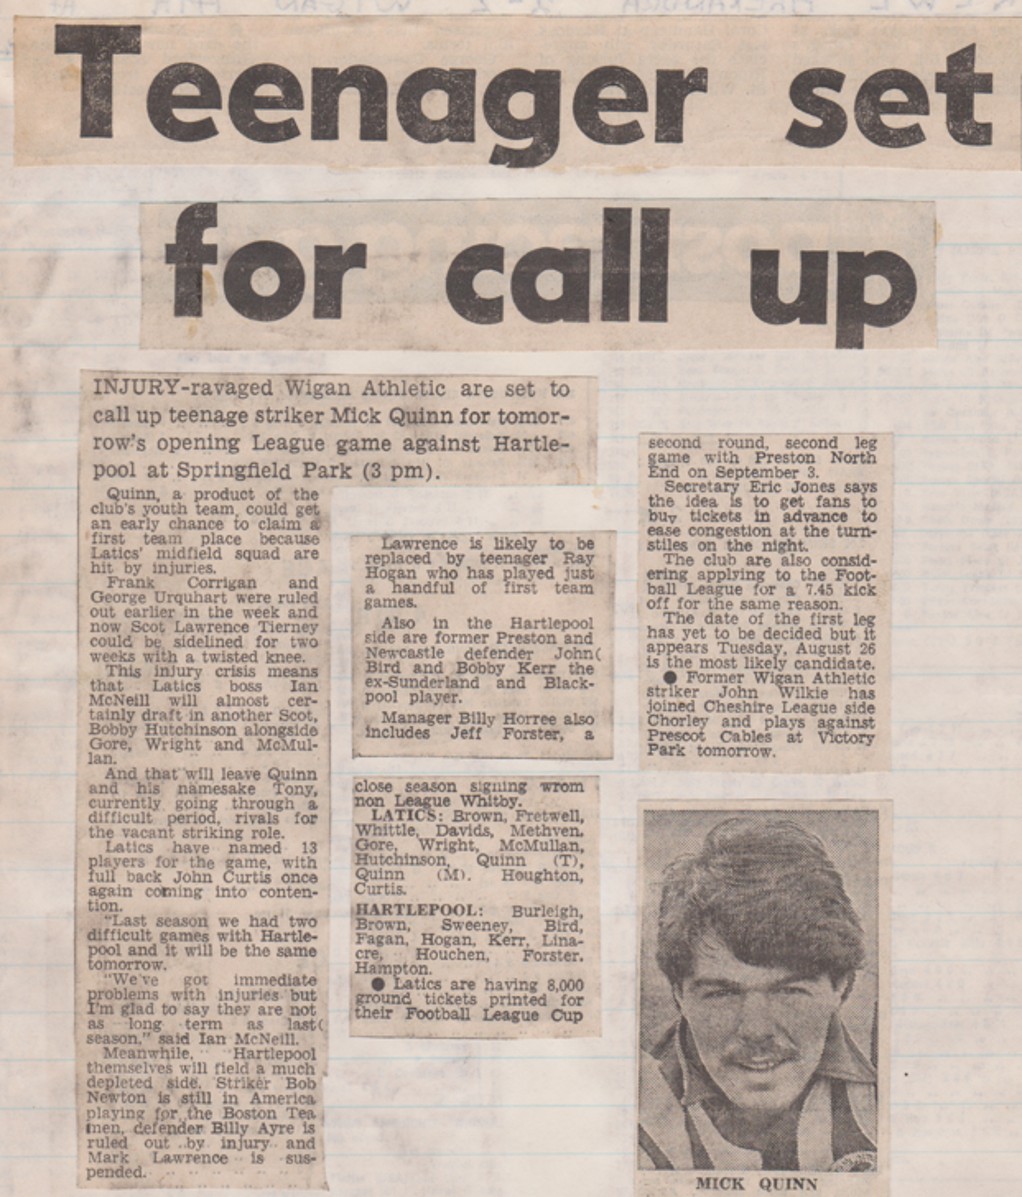 Teenager set
for call up
INJURY-ravaged Wigan Athletic are set to
call up teenage striker Mick Quinn for tomor-
row's opening League game against Hartle-
pool at Springfield Park (3 pm).
Quinn, a product of the
club's youth team, could get
an early chance to claim a
first team place because
Latics' midfield squad are
hit by injuries.
Frank Corrigan and
George Urquhart were ruled
out earlier in the week and
now Scot Lawrence Tierney
could be sidelined for two
weeks with a twisted knee.
This injury crisis means
that Latics boss Ian
McNeill will almost cer-
tainly draft in another Scot,
Bobby Hutchinson alongside
Gore, Wright and McMul-
lan.
And that will leave Quinn
and his namesake Tony,
currently going through a
difficult period, rivals for
the vacant striking role.
Latics have named 13
players for the game, with
full back John Curtis once
again coming into conten-
tion.
"Last season we had two
difficult games with Hartle-
pool and it will be the same
tomorrow.
"We've got immediate
problems with injuries but
I'm glad to say they are not
as long term as last
season," said Ian McNeill.
Meanwhile, Hartlepool
themselves will field a much
depleted side. Striker Bob
Newton is still in America
playing for the Boston Tea
men, defender Billy Ayre is
ruled out by injury and
Mark Lawrence is sus-
pended.
Lawrence is likely to be
replaced by teenager Ray
Hogan who has played just
a handful of first team
games.
Also in the Hartlepool
side are former Preston and
Newcastle defender John
Bird and Bobby Kerr the
ex-Sunderland and Black-
pool player.
Manager Billy Horree also
includes Jeff Forster, a
close season signing wrom
non League Whitby.
LATICS: Brown, Fretwell,
Whittle, Davids, Methven,
Gore, Wright, McMullan,
Hutchinson, Quinn (T),
Quinn (M), Houghton,
Curtis.
HARTLEPOOL: Burleigh,
Brown, Sweeney, Bird,
Fagan, Hogan, Kerr, Lina-
cre, Houchen, Forster,
Hampton.
● Latics are having 8,000
ground tickets printed for
their Football League Cup
second round, second leg
game with Preston North
End on September 3.
Secretary Eric Jones says
the idea is to get fans to
buy tickets in advance to
ease congestion at the turn-
stiles on the night.
The club are also consid-
ering applying to the Foot-
ball League for a 7.45 kick
off for the same reason.
The date of the first leg
has yet to be decided but it
appears Tuesday, August 26
is the most likely candidate.
● Former Wigan Athletic
striker John Wilkie has
joined Cheshire League side
Chorley and plays against
Prescot Cables at Victory
Park tomorrow.
MICK QUINN